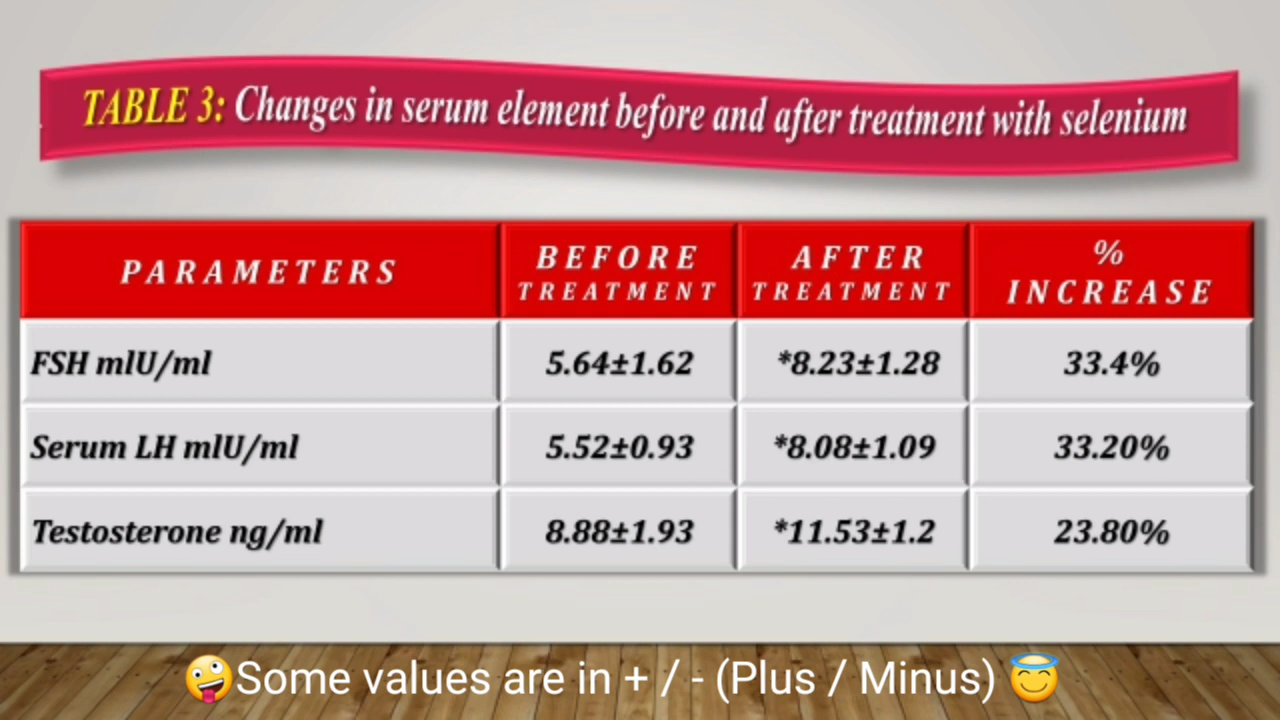 TABLE 3: Changes in serum element before and after treatment with selenium
PARAMETERS
BEFORE
TREATMENT
AFTER
TREATMENT
%
INCREASE
FSH mlU/ml
5.64±1.62
*8.23±1.28
33.4%
Serum LH mlU/ml
5.52±0.93
*8.08±1.09
33.20%
Testosterone ng/ml
8.88±1.93
*11.53±1.2
23.80%
🤪Some values are in + / - (Plus / Minus) 😇